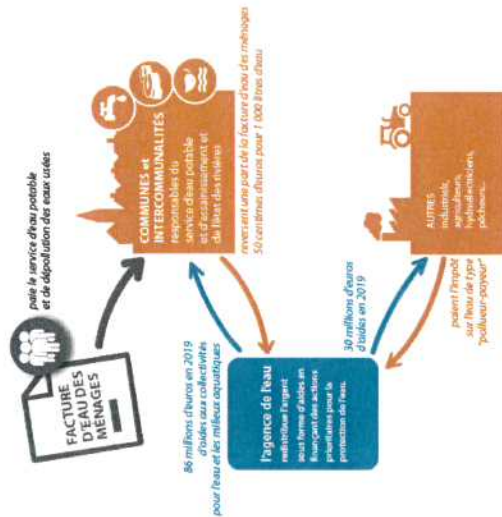 FACTURE
D'EAU DES
MÉNAGES
paie le service d'eau potable
et de dépollution des eaux usées
COMMUNES et
INTERCOMMUNALITÉS
responsables du
service d'eau potable
et d'assainissement et
de l'état des rivières
reversent une part de la facture d'eau des ménages
50 centimes d'euros pour 1 000 litres d'eau
86 millions d'euros en 2019
d'aides aux collectivités
pour l'eau et les milieux aquatiques
l'agence de l'eau
redistribue l'argent
sous forme d'aides en
finançant des actions
prioritaires pour la
protection de l'eau.
30 millions d'euros
d'aides en 2019
paient l'impôt
sur l'eau de type
"pollueur-payeur"
AUTRES
industriels,
agriculteurs,
hydroélectriciens,
pêcheurs...